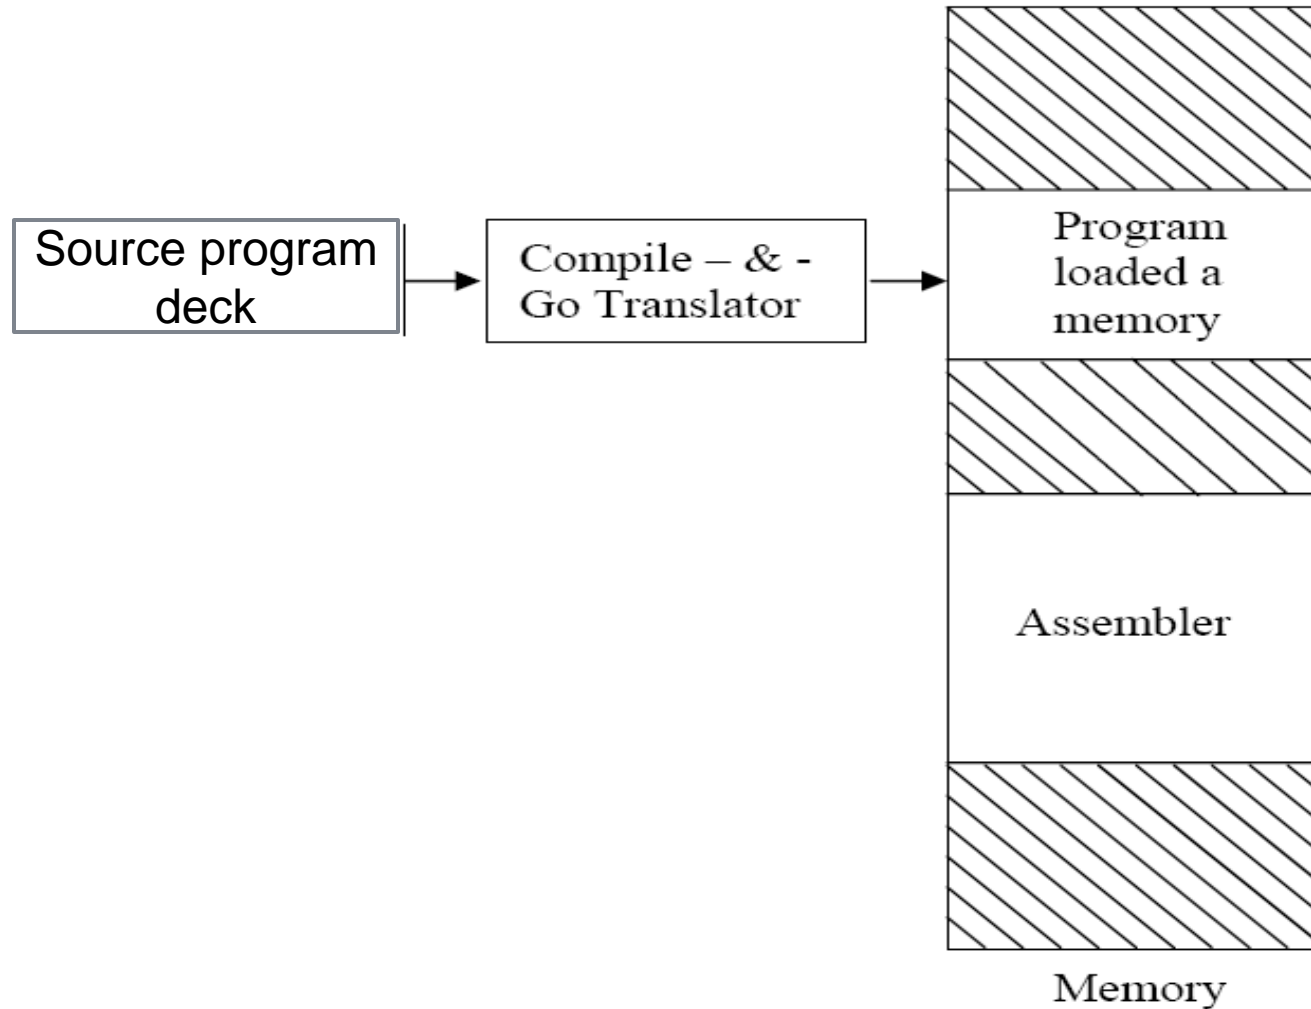 Source program
deck
Compile – & -
Go Translator
Program
loaded a
memory
Assembler
Memory